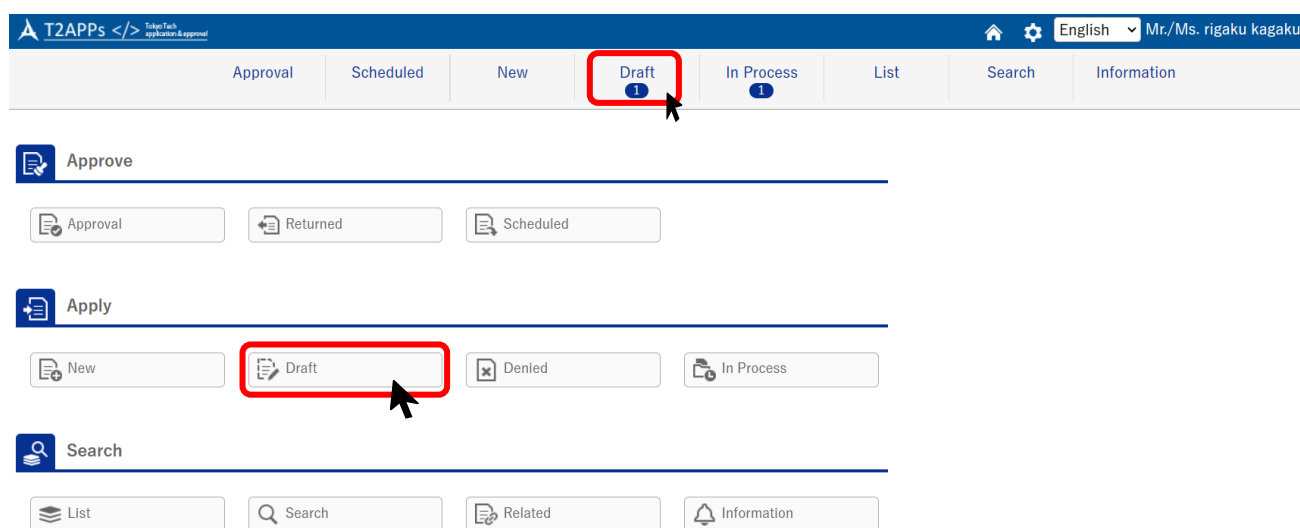 T2APPs </> Tokyo Tech application & approval English Mr./Ms. rigaku kagaku
Approval Scheduled New Draft In Process List Search Information
1 1
Approve
Approval Returned Scheduled
Apply
New Draft Denied In Process
Search
List Search Related Information